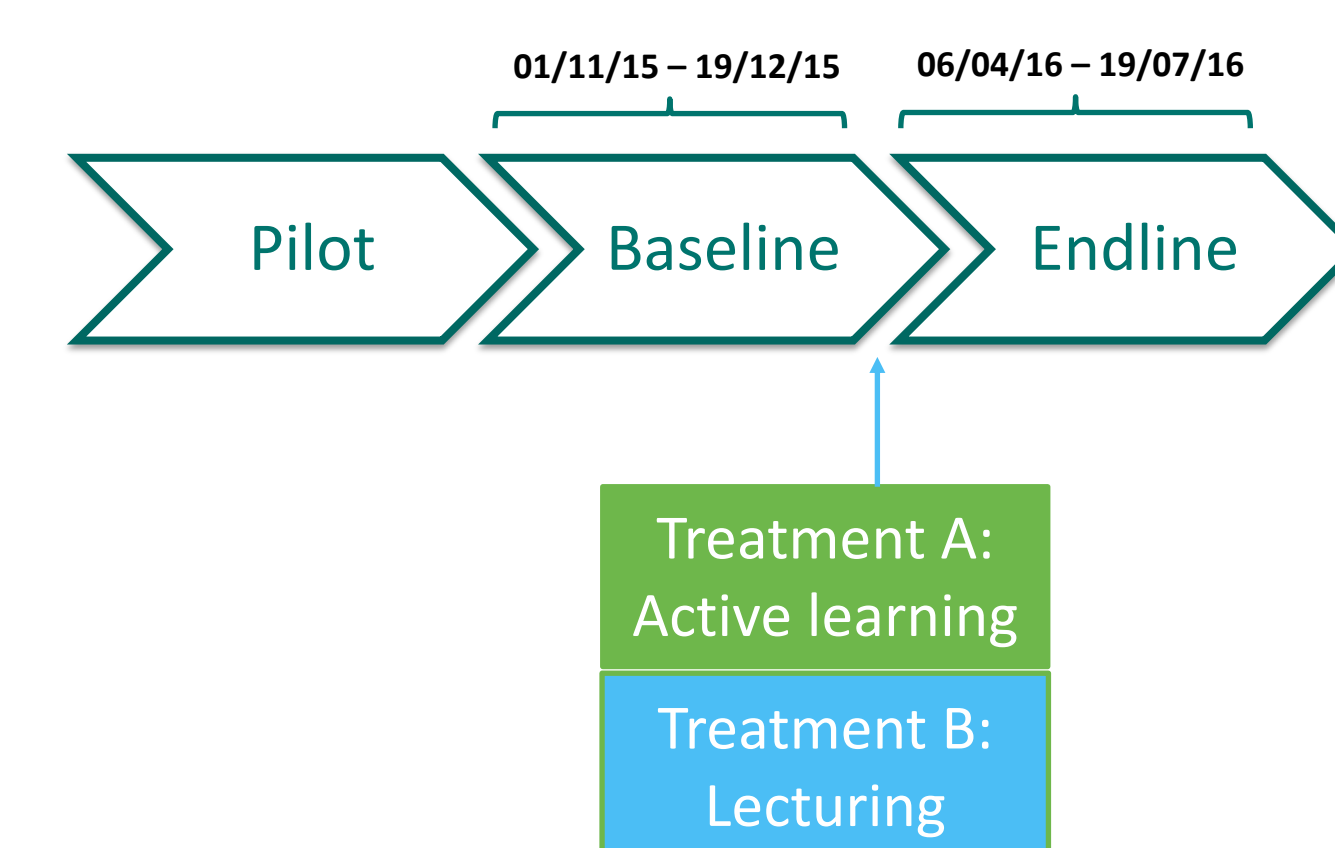 01/11/15 – 19/12/15
06/04/16 – 19/07/16
Pilot
Baseline
Endline
Treatment A:
Active learning
Treatment B:
Lecturing